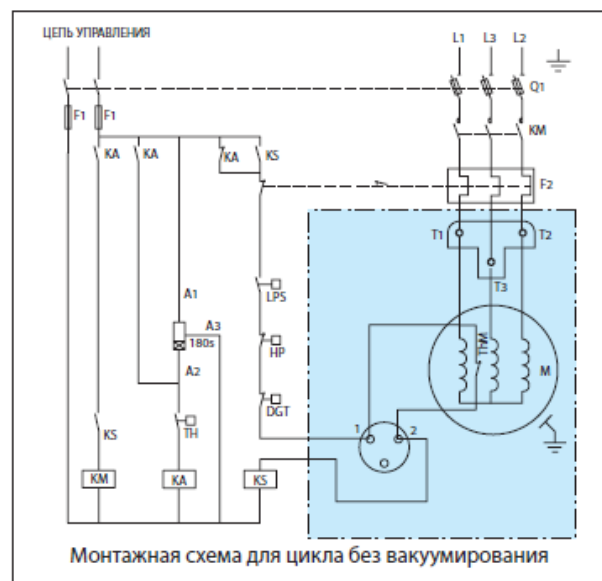 ЦЕПЬ УПРАВЛЕНИЯ
L1 L3 L2
Q1
F1 F1
KM
KA KA KA KS
F2
T1 T2
T3
A1
LPS
A3
180s
HP
ThM
M
A2
DGT
KS
TH
1 2
KM KA KS
Монтажная схема для цикла без вакуумирования